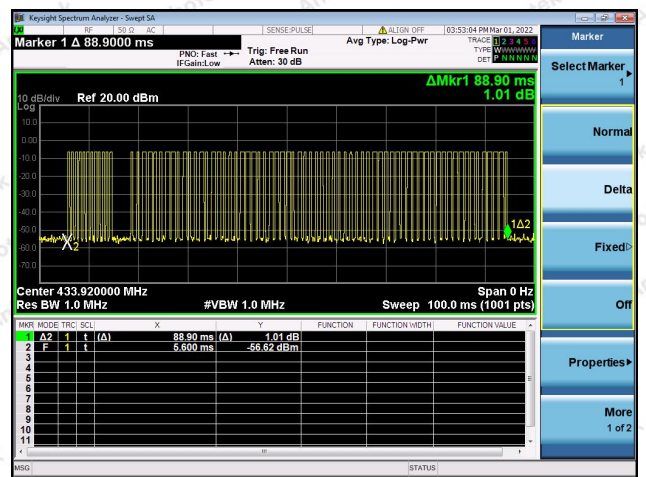 Keysight Spectrum Analyzer - Swept SA
RF 50 Ω AC SENSE:PULSE ALIGN OFF 03:53:04 PM Mar 01, 2022
Marker 1 Δ 88.9000 ms
PNO: Fast
IFGain:Low
Trig: Free Run
Atten: 30 dB
Avg Type: Log-Pwr
TRACE 1 2 3 4 5 6
TYPE W
DET P N N N N N
ΔMkr1 88.90 ms
1.01 dB
10 dB/div Ref 20.00 dBm
Log
10.0
0.00
-10.0
-20.0
-30.0
-40.0
-50.0
-60.0
-70.0
1Δ2
X2
Center 433.920000 MHz Span 0 Hz
Res BW 1.0 MHz #VBW 1.0 MHz Sweep 100.0 ms (1001 pts)
MKR MODE TRC SCL X Y FUNCTION FUNCTION WIDTH FUNCTION VALUE
1 Δ2 1 t (Δ) 88.90 ms (Δ) 1.01 dB
2 F 1 t 5.600 ms -56.62 dBm
3
4
5
6
7
8
9
10
11
MSG STATUS
Marker
Select Marker
1
Normal
Delta
Fixed
Off
Properties
More
1 of 2